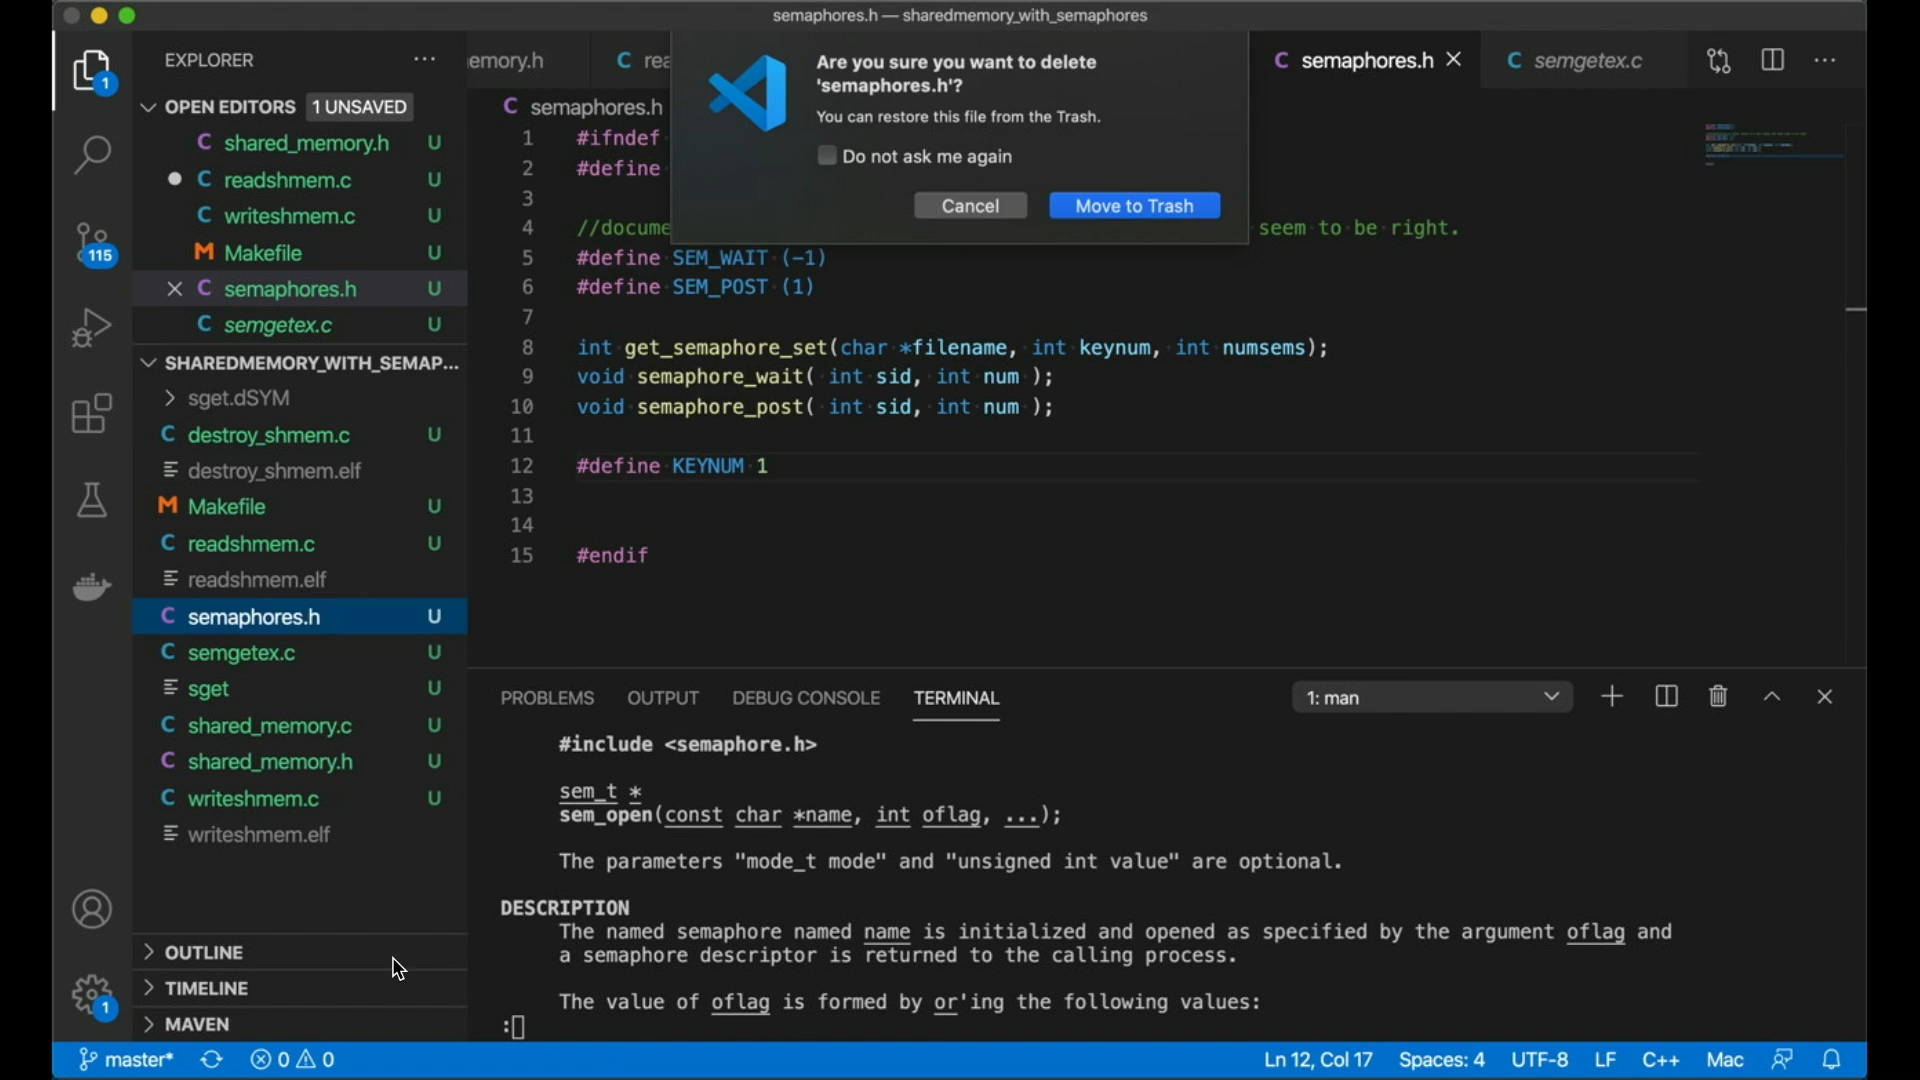 semaphores.h — sharedmemory_with_semaphores
EXPLORER
OPEN EDITORS 1 UNSAVED
shared_memory.h U
readshmem.c U
writeshmem.c U
Makefile U
semaphores.h U
semgetex.c U
SHAREDMEMORY_WITH_SEMAP...
sget.dSYM
destroy_shmem.c U
destroy_shmem.elf
Makefile U
readshmem.c U
readshmem.elf
semaphores.h U
semgetex.c U
sget U
shared_memory.c U
shared_memory.h U
writeshmem.c U
writeshmem.elf
OUTLINE
TIMELINE
MAVEN
1
115
1
emory.h
C rea
C semaphores.h
C semgetex.c
C semaphores.h
Are you sure you want to delete
'semaphores.h'?
You can restore this file from the Trash.
Do not ask me again
Cancel
Move to Trash
1 #ifndef
2 #define
3
4 //docume seem to be right.
5 #define SEM_WAIT (-1)
6 #define SEM_POST (1)
7
8 int get_semaphore_set(char *filename, int keynum, int numsems);
9 void semaphore_wait( int sid, int num );
10 void semaphore_post( int sid, int num );
11
12 #define KEYNUM 1
13
14
15 #endif
PROBLEMS OUTPUT DEBUG CONSOLE TERMINAL 1: man
#include <semaphore.h>
sem_t *
sem_open(const char *name, int oflag, ...);
The parameters "mode_t mode" and "unsigned int value" are optional.
DESCRIPTION
The named semaphore named name is initialized and opened as specified by the argument oflag and
a semaphore descriptor is returned to the calling process.
The value of oflag is formed by or'ing the following values:
:
master* 0 0 Ln 12, Col 17 Spaces: 4 UTF-8 LF C++ Mac